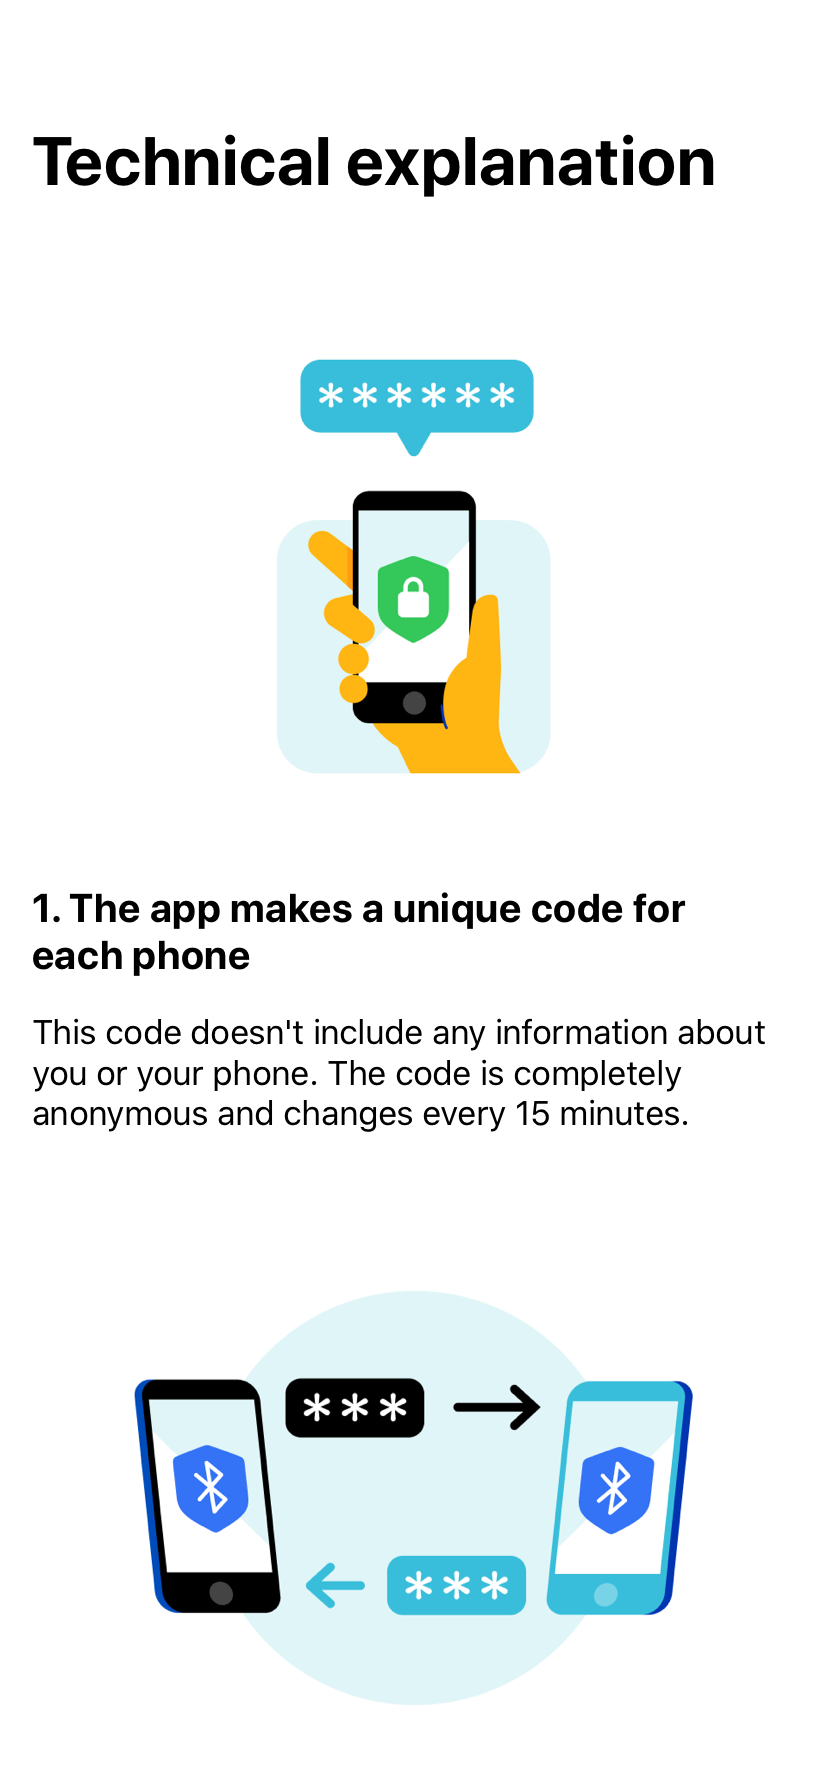 Technical explanation
******
1. The app makes a unique code for
each phone
This code doesn't include any information about
you or your phone. The code is completely
anonymous and changes every 15 minutes.
***
***